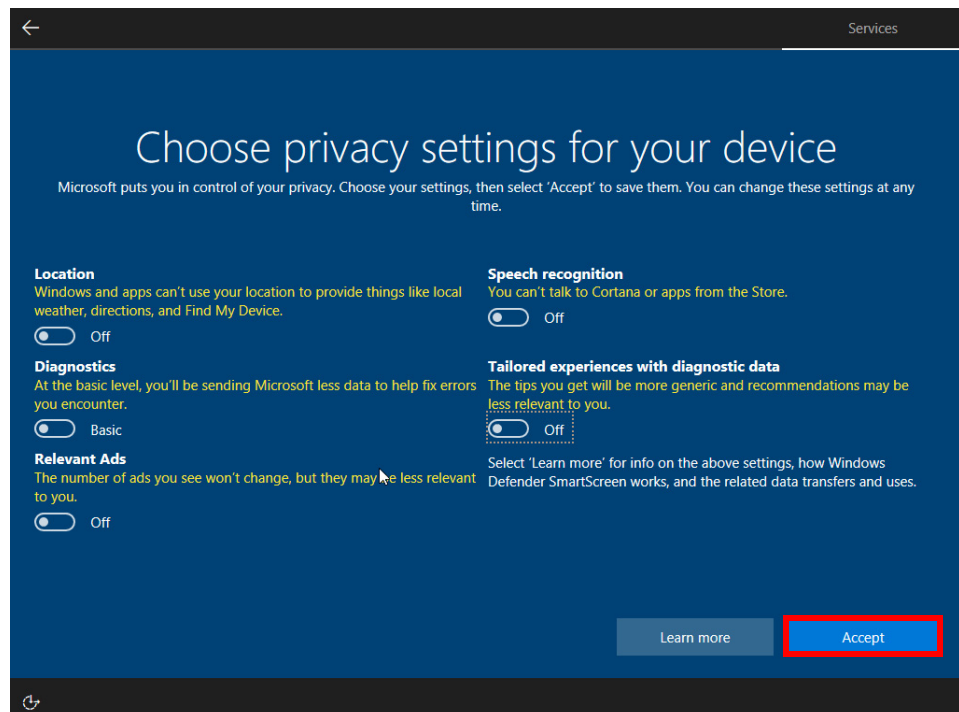 Services
Choose privacy settings for your device
Microsoft puts you in control of your privacy. Choose your settings, then select ‘Accept’ to save them. You can change these settings at any
time.
Location
Windows and apps can’t use your location to provide things like local
weather, directions, and Find My Device.
Off
Diagnostics
At the basic level, you’ll be sending Microsoft less data to help fix errors
you encounter.
Basic
Relevant Ads
The number of ads you see won’t change, but they may be less relevant
to you.
Off
Speech recognition
You can’t talk to Cortana or apps from the Store.
Off
Tailored experiences with diagnostic data
The tips you get will be more generic and recommendations may be
less relevant to you.
Off
Select ‘Learn more’ for info on the above settings, how Windows
Defender SmartScreen works, and the related data transfers and uses.
Learn more
Accept